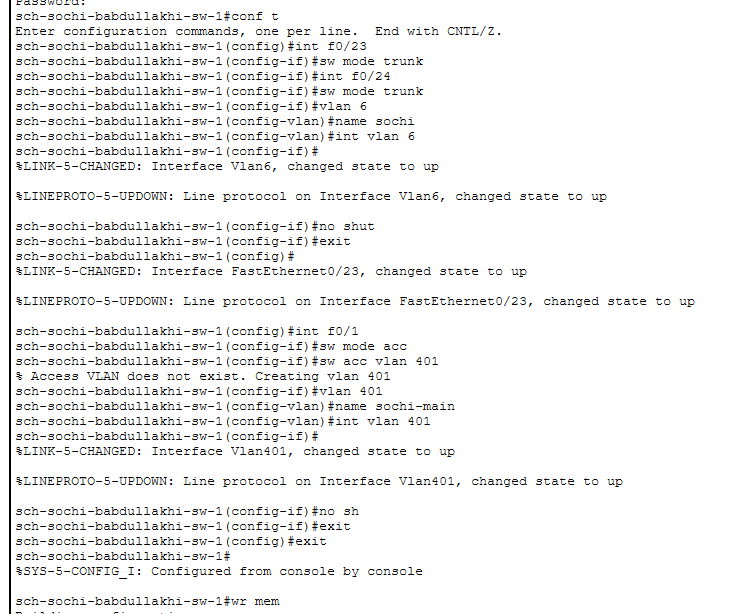 Password:
sch-sochi-babdullakhi-sw-1#conf t
Enter configuration commands, one per line.  End with CNTL/Z.
sch-sochi-babdullakhi-sw-1(config)#int f0/23
sch-sochi-babdullakhi-sw-1(config-if)#sw mode trunk
sch-sochi-babdullakhi-sw-1(config-if)#int f0/24
sch-sochi-babdullakhi-sw-1(config-if)#sw mode trunk
sch-sochi-babdullakhi-sw-1(config-if)#vlan 6
sch-sochi-babdullakhi-sw-1(config-vlan)#name sochi
sch-sochi-babdullakhi-sw-1(config-vlan)#int vlan 6
sch-sochi-babdullakhi-sw-1(config-if)#
%LINK-5-CHANGED: Interface Vlan6, changed state to up
%LINEPROTO-5-UPDOWN: Line protocol on Interface Vlan6, changed state to up
sch-sochi-babdullakhi-sw-1(config-if)#no shut
sch-sochi-babdullakhi-sw-1(config-if)#exit
sch-sochi-babdullakhi-sw-1(config)#
%LINK-5-CHANGED: Interface FastEthernet0/23, changed state to up
%LINEPROTO-5-UPDOWN: Line protocol on Interface FastEthernet0/23, changed state to up
sch-sochi-babdullakhi-sw-1(config)#int f0/1
sch-sochi-babdullakhi-sw-1(config-if)#sw mode acc
sch-sochi-babdullakhi-sw-1(config-if)#sw acc vlan 401
% Access VLAN does not exist. Creating vlan 401
sch-sochi-babdullakhi-sw-1(config-if)#vlan 401
sch-sochi-babdullakhi-sw-1(config-vlan)#name sochi-main
sch-sochi-babdullakhi-sw-1(config-vlan)#int vlan 401
sch-sochi-babdullakhi-sw-1(config-if)#
%LINK-5-CHANGED: Interface Vlan401, changed state to up
%LINEPROTO-5-UPDOWN: Line protocol on Interface Vlan401, changed state to up
sch-sochi-babdullakhi-sw-1(config-if)#no sh
sch-sochi-babdullakhi-sw-1(config-if)#exit
sch-sochi-babdullakhi-sw-1(config)#exit
sch-sochi-babdullakhi-sw-1#
%SYS-5-CONFIG_I: Configured from console by console
sch-sochi-babdullakhi-sw-1#wr mem